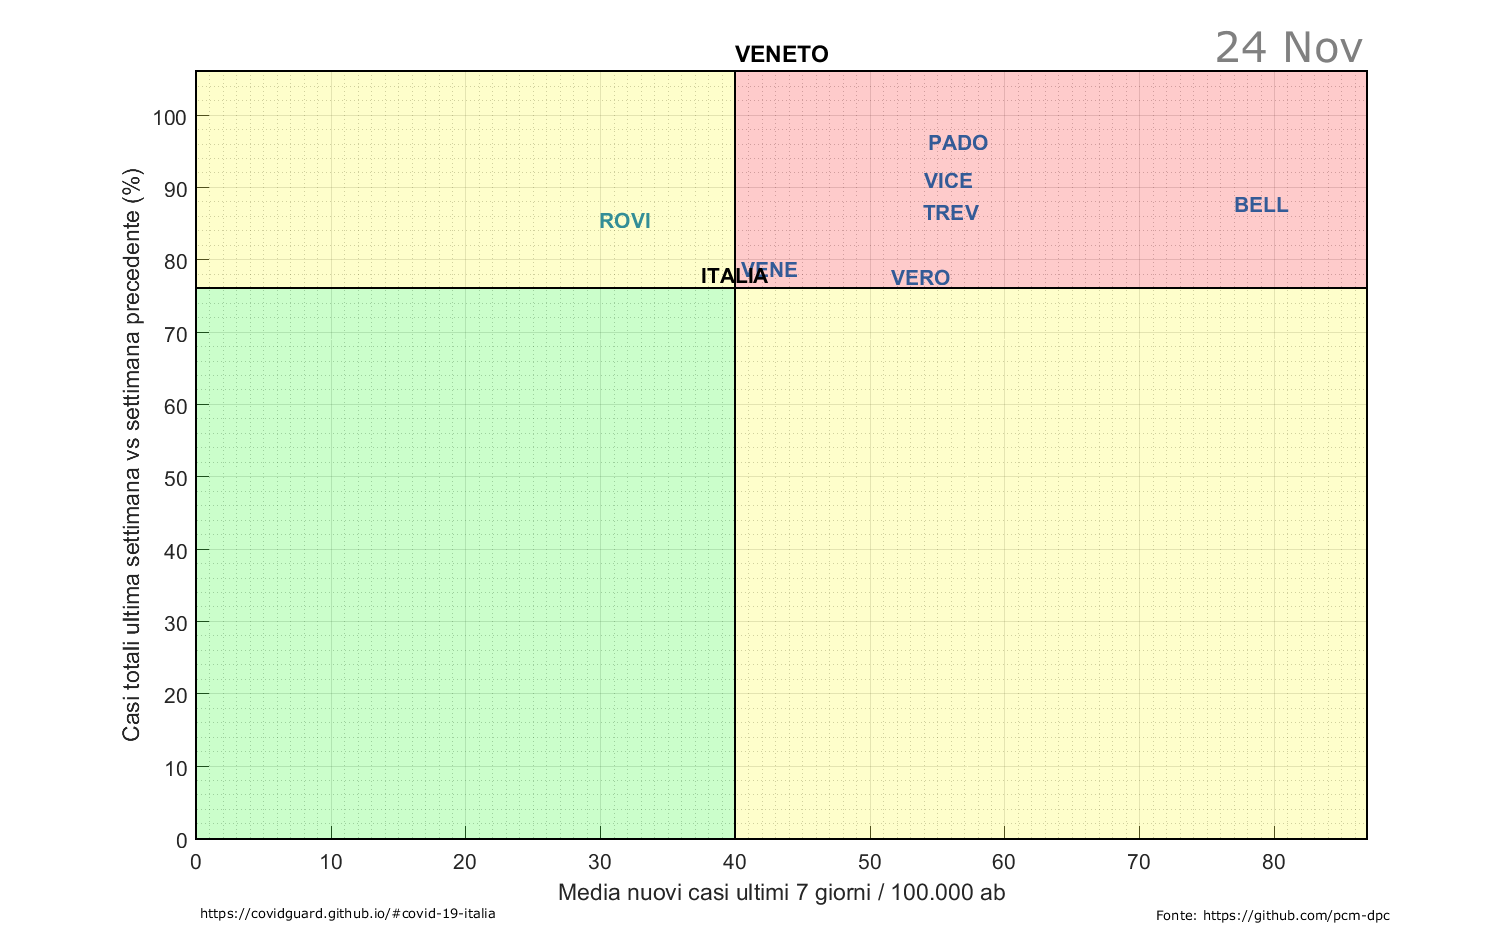 VENETO
24 Nov
Casi totali ultima settimana vs settimana precedente (%)
100
90
80
70
60
50
40
30
20
10
0
PADO
VICE
TREV
BELL
ROVI
VENE
ITALIA
VERO
0 10 20 30 40 50 60 70 80
Media nuovi casi ultimi 7 giorni / 100.000 ab
https://covidguard.github.io/#covid-19-italia
Fonte: https://github.com/pcm-dpc